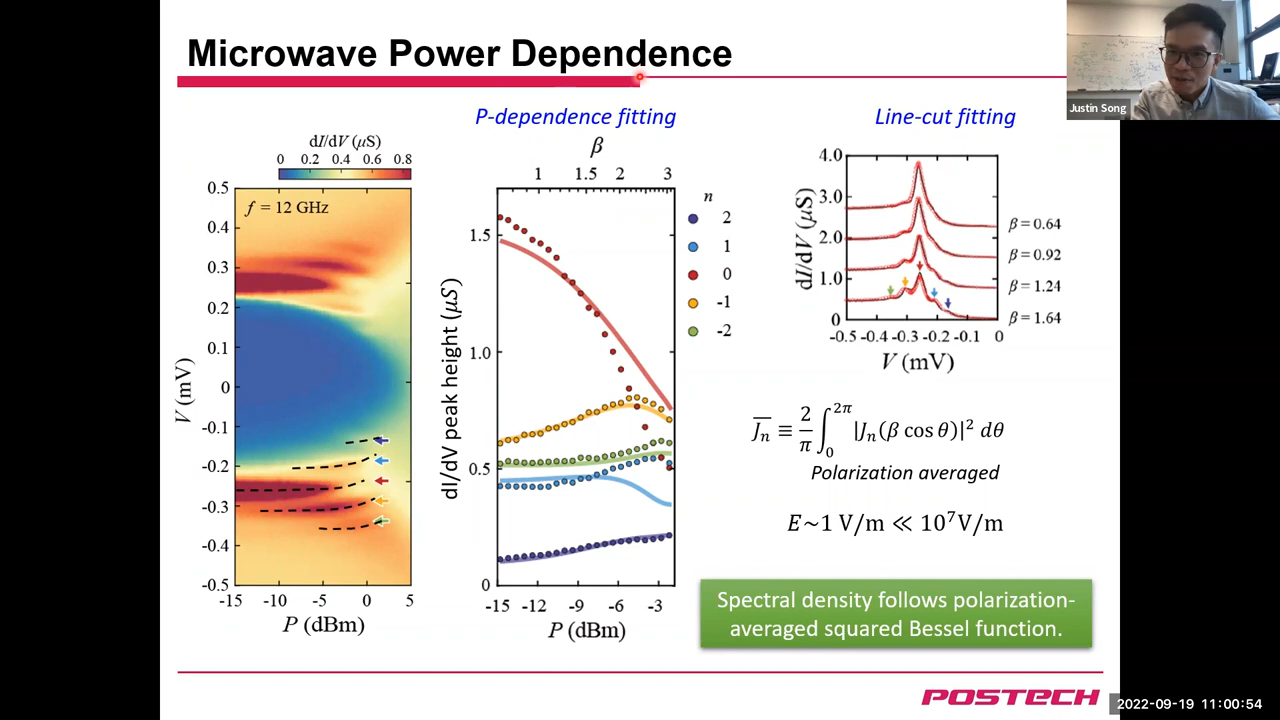 Microwave Power Dependence
Justin Song
P-dependence fitting
Line-cut fitting
dI/dV (μS)
0 0.2 0.4 0.6 0.8
f = 12 GHz
0.5
0.4
0.3
0.2
0.1
0
-0.1
-0.2
-0.3
-0.4
-0.5
V (mV)
-15 -10 -5 0 5
P (dBm)
β
1 1.5 2 3
1.5
1.0
0.5
0
dI/dV peak height (μS)
-15 -12 -9 -6 -3
P (dBm)
n
2
1
0
-1
-2
4.0
3.0
2.0
1.0
0
dI/dV (μS)
β = 0.64
β = 0.92
β = 1.24
β = 1.64
-0.5 -0.4 -0.3 -0.2 -0.1 0
V (mV)
J̅n ≡ 2/π ∫₀^2π |Jn(β cos θ)|² dθ
Polarization averaged
E~1 V/m ≪ 10⁷V/m
Spectral density follows polarization-
averaged squared Bessel function.
POSTECH
2022-09-19 11:00:54